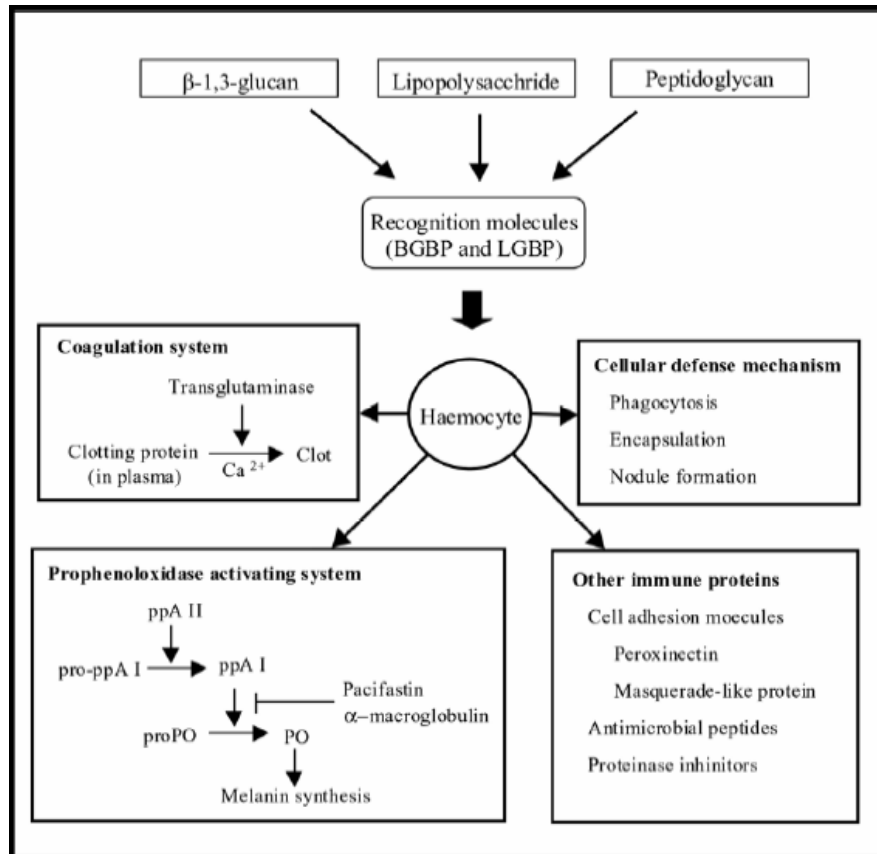 β-1,3-glucan
Lipopolysacchride
Peptidoglycan
Recognition molecules
(BGBP and LGBP)
Coagulation system
Transglutaminase
Clotting protein
(in plasma)
Ca 2+
Clot
Haemocyte
Cellular defense mechanism
Phagocytosis
Encapsulation
Nodule formation
Prophenoloxidase activating system
ppA II
pro-ppA I
ppA I
Pacifastin
α–macroglobulin
proPO
PO
Melanin synthesis
Other immune proteins
Cell adhesion moecules
Peroxinectin
Masquerade-like protein
Antimicrobial peptides
Proteinase inhinitors